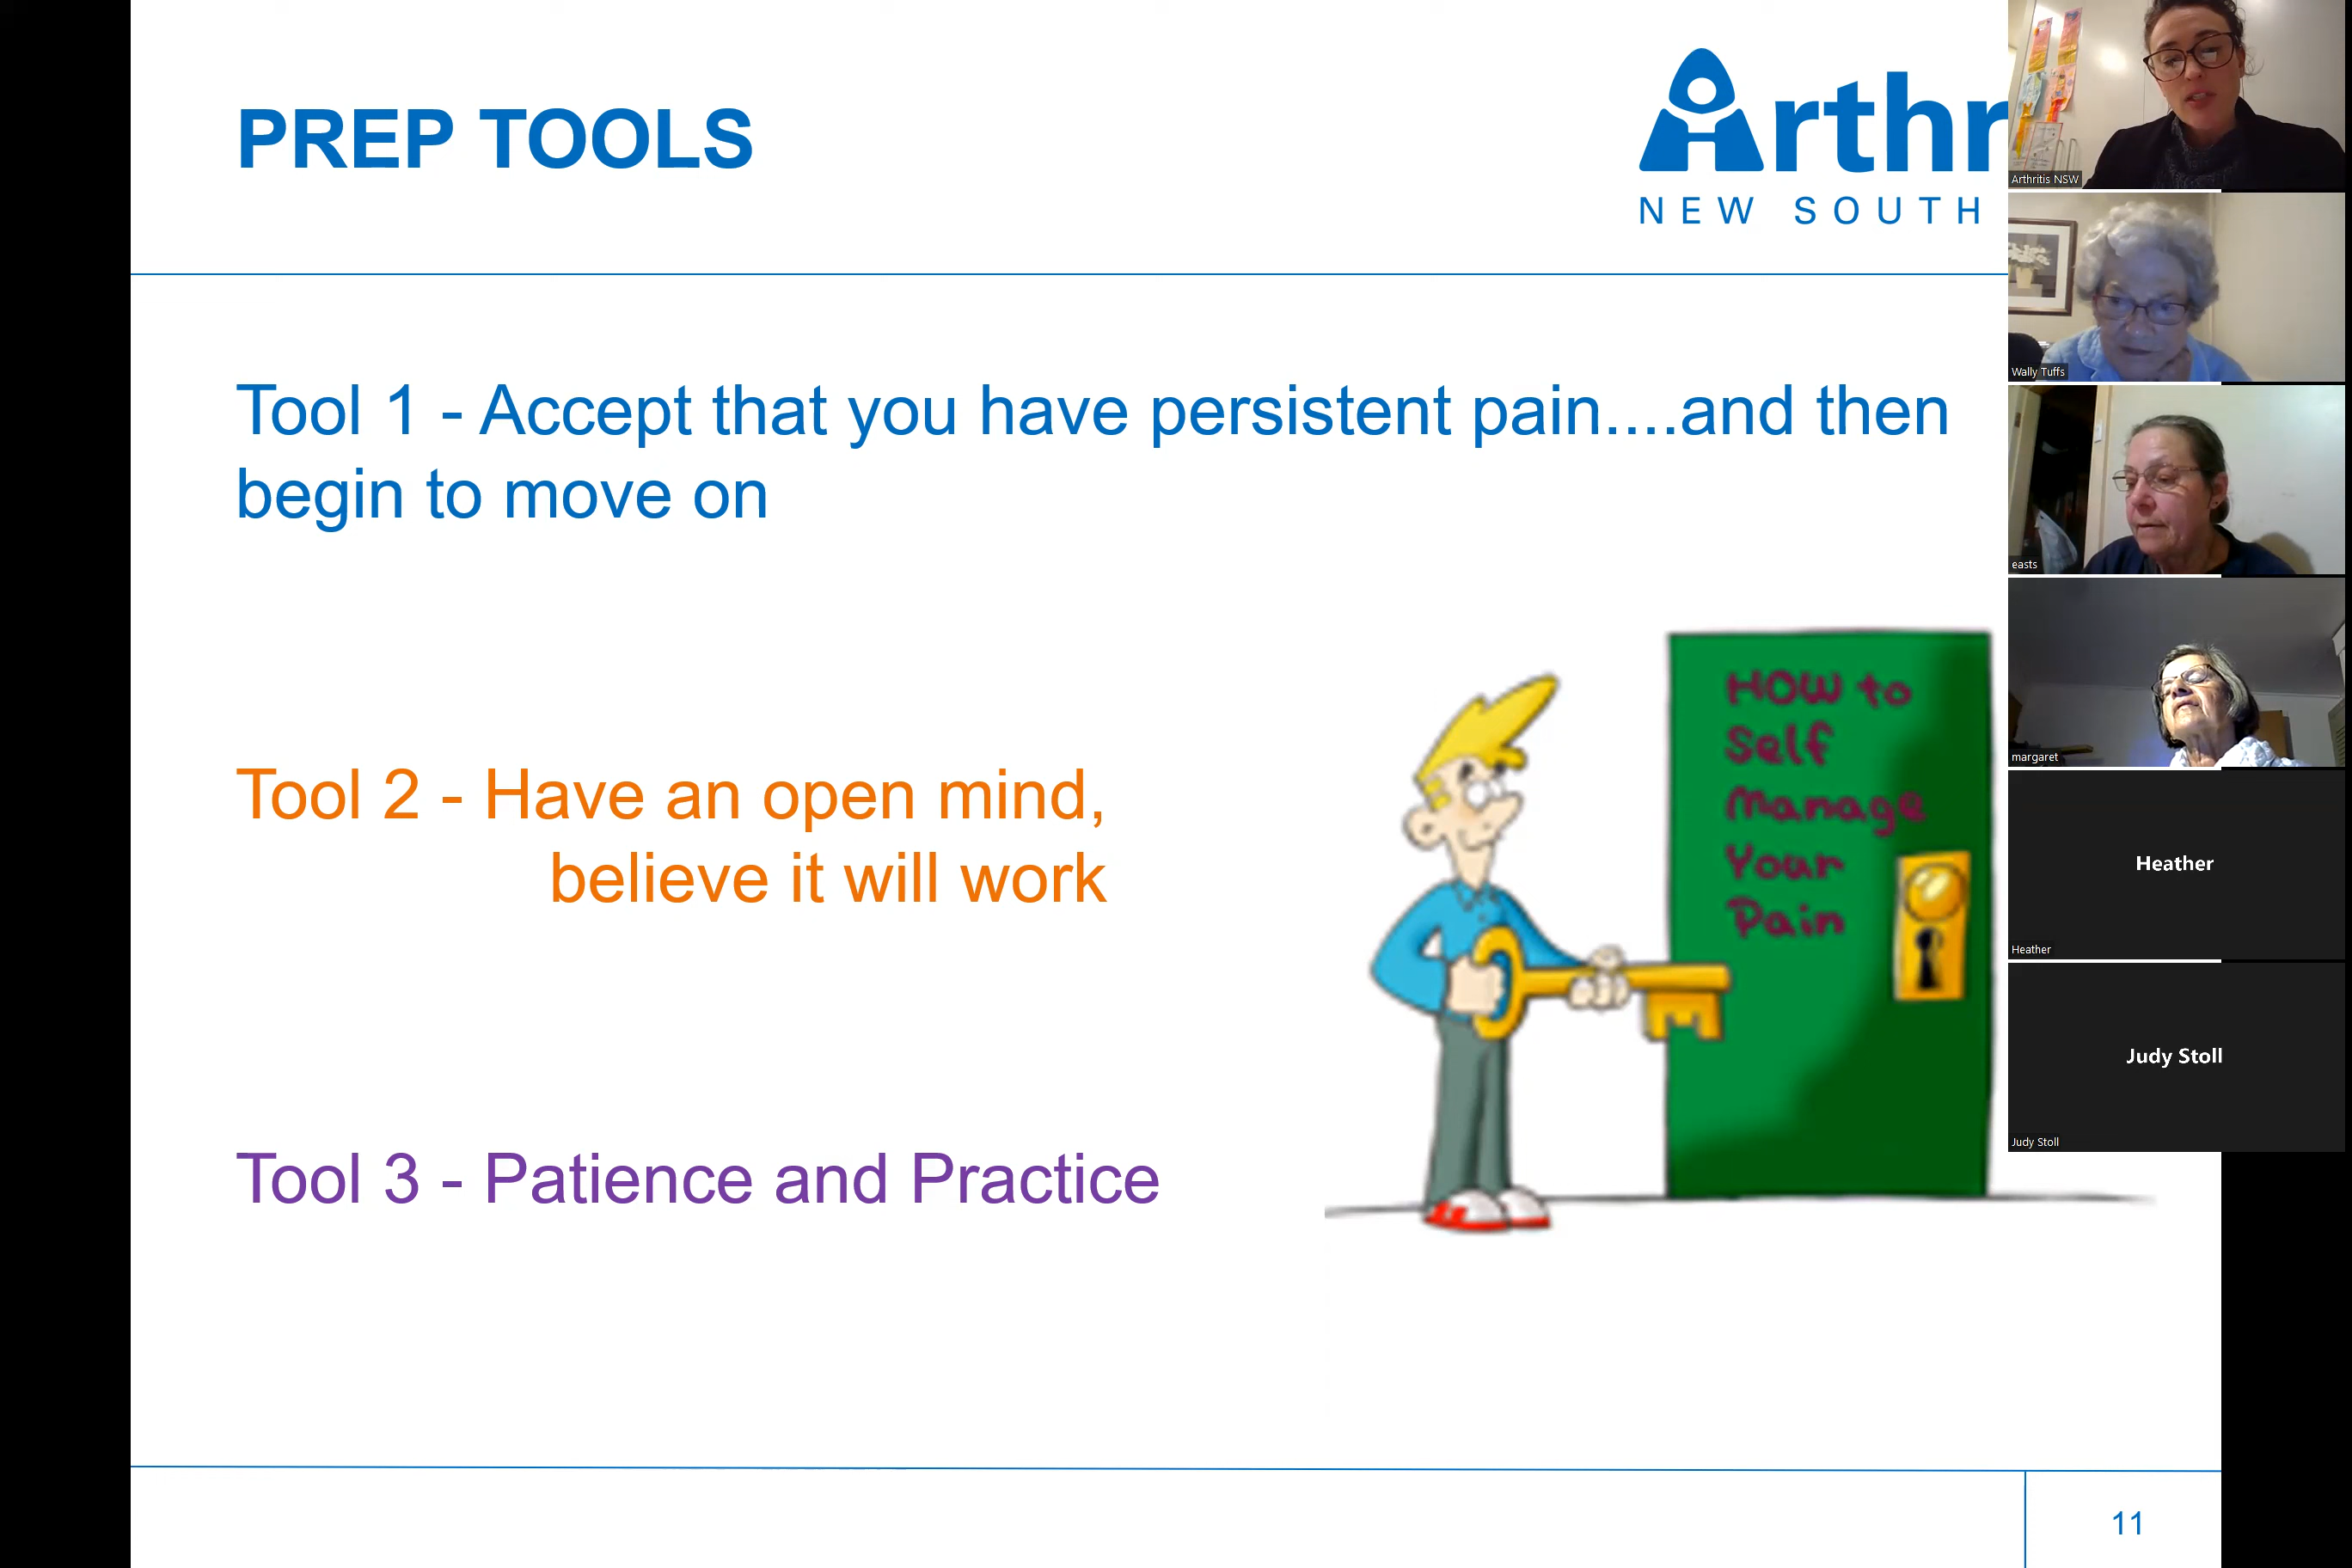 PREP TOOLS
Arthr
NEW SOUTH
Tool 1 - Accept that you have persistent pain....and then
begin to move on
Tool 2 - Have an open mind,
believe it will work
Tool 3 - Patience and Practice
HOW to
Self
Manage
Your
Pain
11
Arthritis NSW
Wally Tuffs
easts
margaret
Heather
Heather
Judy Stoll
Judy Stoll